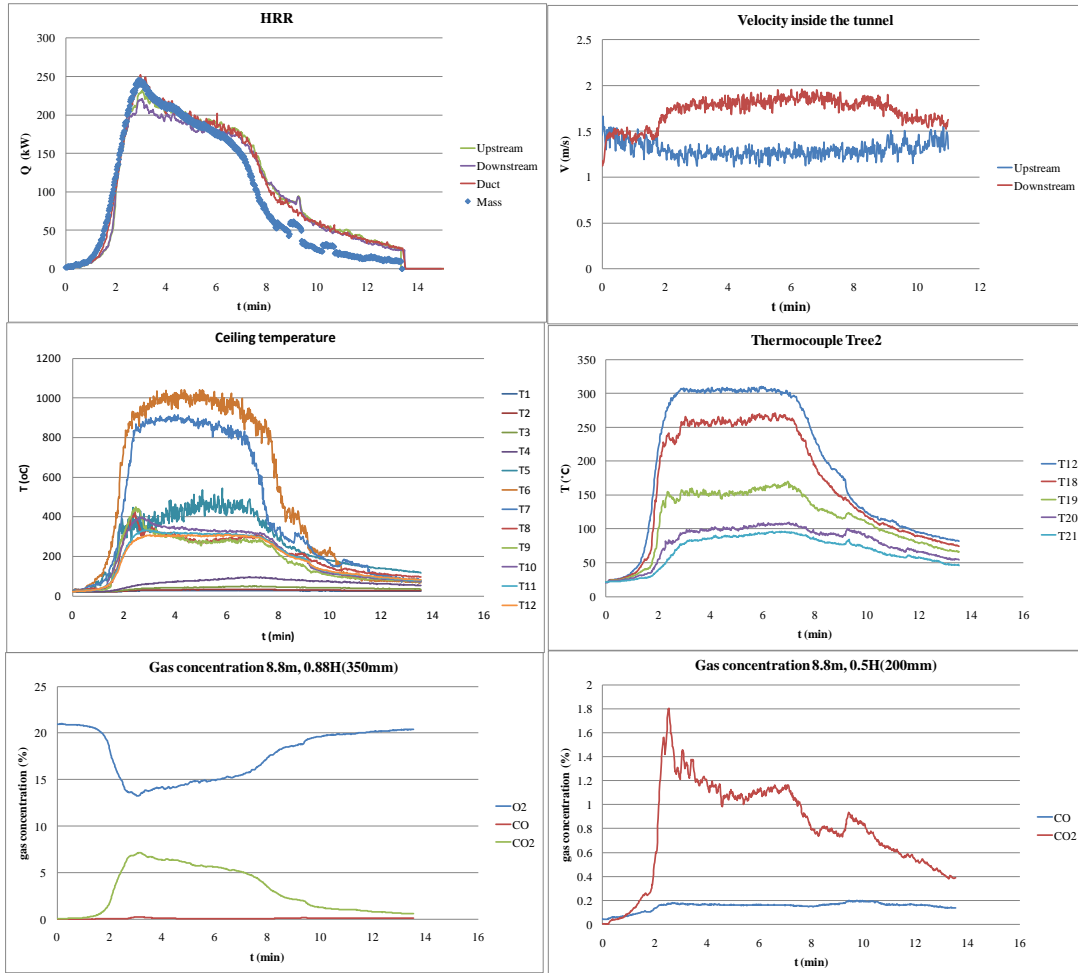 HRR
300
250
200
150
100
50
0
0 2 4 6 8 10 12 14
Q (kW)
t (min)
Upstream
Downstream
Duct
Mass
Velocity inside the tunnel
2.5
2
1.5
1
0.5
0
0 2 4 6 8 10 12
V (m/s)
t (min)
Upstream
Downstream
Ceiling temperature
1200
1000
800
600
400
200
0
0 2 4 6 8 10 12 14 16
T (oC)
t (min)
T1
T2
T3
T4
T5
T6
T7
T8
T9
T10
T11
T12
Thermocouple Tree2
350
300
250
200
150
100
50
0
0 2 4 6 8 10 12 14 16
T (℃)
t (min)
T12
T18
T19
T20
T21
Gas concentration 8.8m, 0.88H(350mm)
25
20
15
10
5
0
0 2 4 6 8 10 12 14 16
gas concentration (%)
t (min)
O2
CO
CO2
Gas concentration 8.8m, 0.5H(200mm)
2
1.8
1.6
1.4
1.2
1
0.8
0.6
0.4
0.2
0
0 2 4 6 8 10 12 14 16
gas concentration (%)
t (min)
CO
CO2